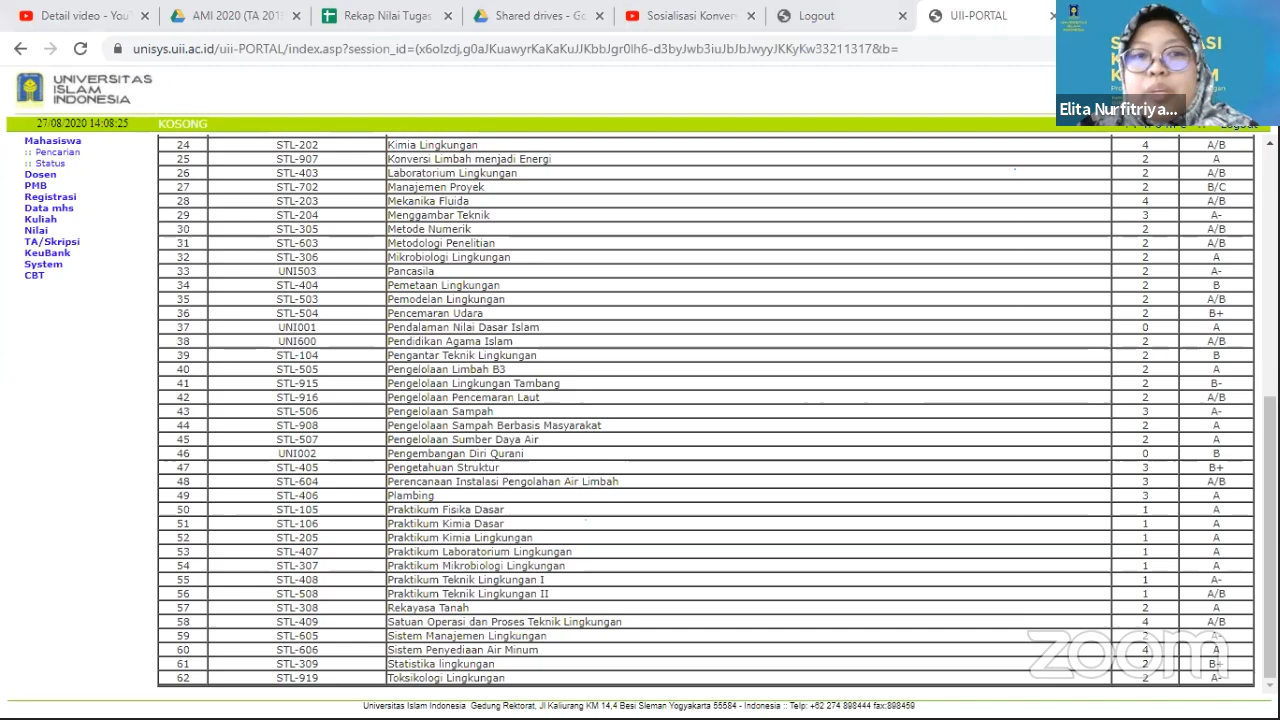 Detail video - You
AMI 2020 (TA 2019
Rekap Nilai Tugas
Shared drives - Go
Sosialisasi Konver
Logout
UII-PORTAL
unisys.uii.ac.id/uii-PORTAL/index.asp?session_id=
UNIVERSITAS
ISLAM
INDONESIA
Elita Nurfitriya...
27/08/2020 14:08:25 KOSONG
Logout
Mahasiswa
:: Pencarian
:: Status
Dosen
PMB
Registrasi
Data mhs
Kuliah
Nilai
TA/Skripsi
KeuBank
System
CBT
24 STL-202 Kimia Lingkungan 4 A/B
25 STL-907 Konversi Limbah menjadi Energi 2 A
26 STL-403 Laboratorium Lingkungan 2 A/B
27 STL-702 Manajemen Proyek 2 B/C
28 STL-203 Mekanika Fluida 4 A/B
29 STL-204 Menggambar Teknik 3 A-
30 STL-305 Metode Numerik 2 A/B
31 STL-603 Metodologi Penelitian 2 A/B
32 STL-306 Mikrobiologi Lingkungan 2 A
33 UNI503 Pancasila 2 A-
34 STL-404 Pemetaan Lingkungan 2 B
35 STL-503 Pemodelan Lingkungan 2 A/B
36 STL-504 Pencemaran Udara 2 B+
37 UNI001 Pendalaman Nilai Dasar Islam 0 A
38 UNI600 Pendidikan Agama Islam 2 A/B
39 STL-104 Pengantar Teknik Lingkungan 2 B
40 STL-505 Pengelolaan Limbah B3 2 A
41 STL-915 Pengelolaan Lingkungan Tambang 2 B-
42 STL-916 Pengelolaan Pencemaran Laut 2 A/B
43 STL-506 Pengelolaan Sampah 3 A-
44 STL-908 Pengelolaan Sampah Berbasis Masyarakat 2 A
45 STL-507 Pengelolaan Sumber Daya Air 2 A
46 UNI002 Pengembangan Diri Qurani 0 B
47 STL-405 Pengetahuan Struktur 3 B+
48 STL-604 Perencanaan Instalasi Pengolahan Air Limbah 3 A/B
49 STL-406 Plambing 3 A
50 STL-105 Praktikum Fisika Dasar 1 A
51 STL-106 Praktikum Kimia Dasar 1 A
52 STL-205 Praktikum Kimia Lingkungan 1 A
53 STL-407 Praktikum Laboratorium Lingkungan 1 A
54 STL-307 Praktikum Mikrobiologi Lingkungan 1 A
55 STL-408 Praktikum Teknik Lingkungan I 1 A-
56 STL-508 Praktikum Teknik Lingkungan II 1 A/B
57 STL-308 Rekayasa Tanah 2 A
58 STL-409 Satuan Operasi dan Proses Teknik Lingkungan 4 A/B
59 STL-605 Sistem Manajemen Lingkungan 2 A-
60 STL-606 Sistem Penyediaan Air Minum 4 A
61 STL-309 Statistika lingkungan 2 B+
62 STL-919 Toksikologi Lingkungan 2 A-
zoom
Universitas Islam Indonesia Gedung Rektorat, Jl Kaliurang KM 14,4 Besi Sleman Yogyakarta 55584 - Indonesia :: Telp: +52 274 898444 fax:898459